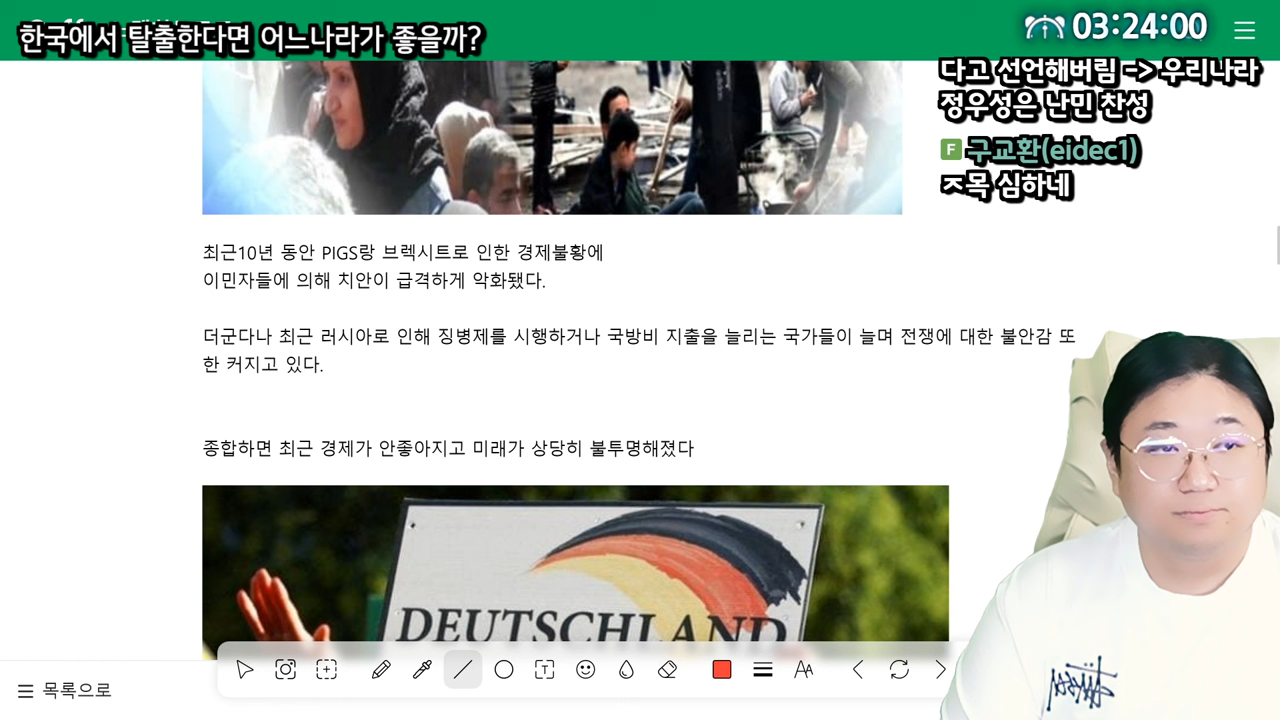 한국에서 탈출한다면 어느나라가 좋을까?
03:24:00
다고 선언해버림 -> 우리나라
정우성은 난민 찬성
F 구교환(eidec1)
ㅈ목 심하네
최근10년 동안 PIGS랑 브렉시트로 인한 경제불황에
이민자들에 의해 치안이 급격하게 악화됐다.
더군다나 최근 러시아로 인해 징병제를 시행하거나 국방비 지출을 늘리는 국가들이 늘며 전쟁에 대한 불안감 또
한 커지고 있다.
종합하면 최근 경제가 안좋아지고 미래가 상당히 불투명해졌다
DEUTSCHLAND
목록으로